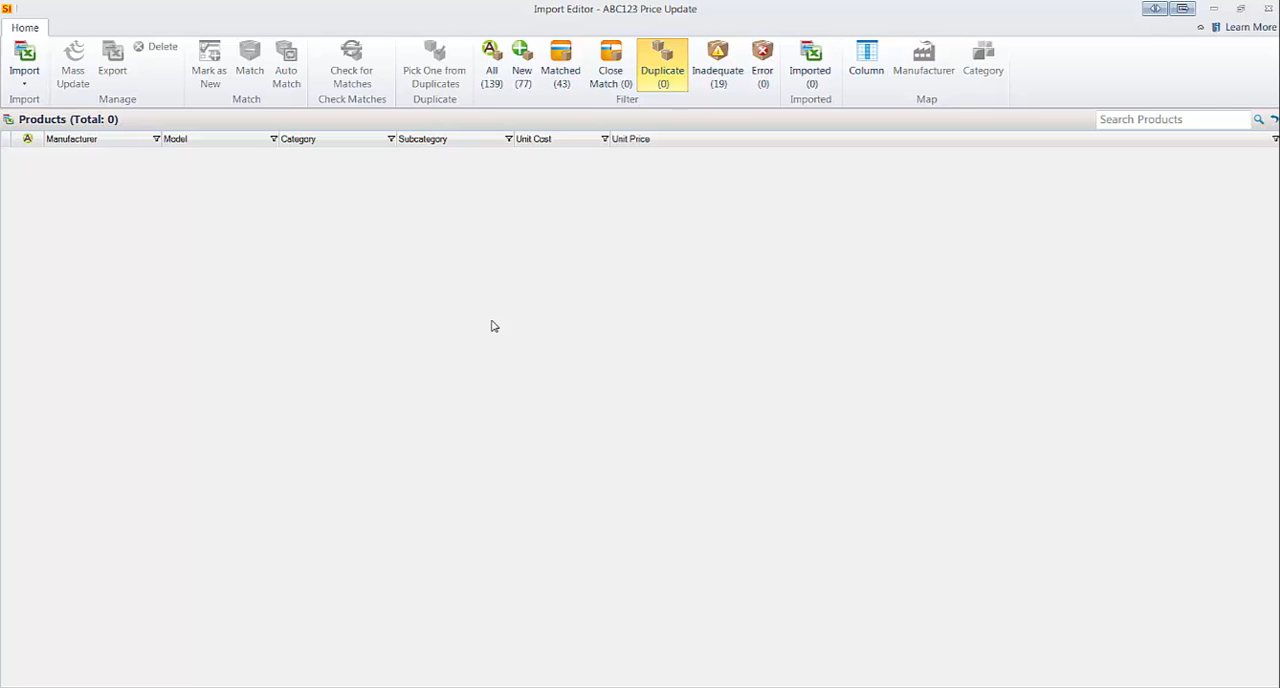 SI
Import Editor - ABC123 Price Update
Home
Learn More
Import
Mass Update
Export
Delete
Mark as New
Match
Auto Match
Check for Matches
Pick One from Duplicates
All (139)
New (77)
Matched (43)
Close Match (0)
Duplicate (0)
Inadequate (19)
Error (0)
Imported (0)
Column
Manufacturer
Category
Import
Manage
Match
Check Matches
Duplicate
Filter
Imported
Map
Products (Total: 0)
Search Products
A
Manufacturer
Model
Category
Subcategory
Unit Cost
Unit Price